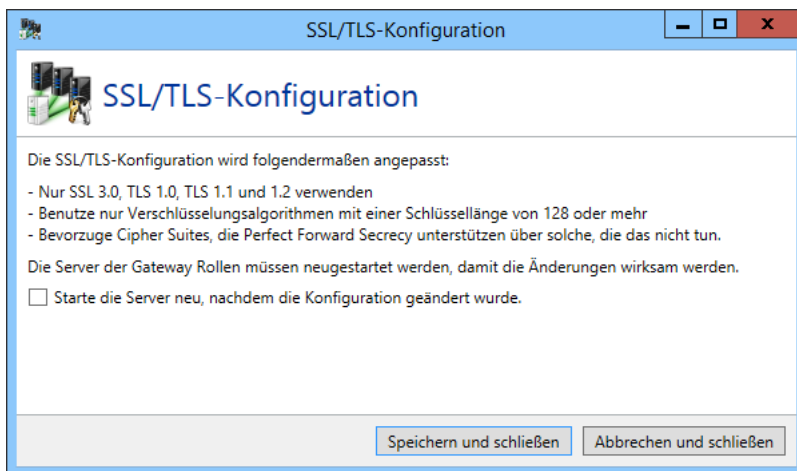 SSL/TLS-Konfiguration
SSL/TLS-Konfiguration
Die SSL/TLS-Konfiguration wird folgendermaßen angepasst:
- Nur SSL 3.0, TLS 1.0, TLS 1.1 und 1.2 verwenden
- Benutze nur Verschlüsselungsalgorithmen mit einer Schlüssellänge von 128 oder mehr
- Bevorzuge Cipher Suites, die Perfect Forward Secrecy unterstützen über solche, die das nicht tun.
Die Server der Gateway Rollen müssen neugestartet werden, damit die Änderungen wirksam werden.
Starte die Server neu, nachdem die Konfiguration geändert wurde.
Speichern und schließen Abbrechen und schließen